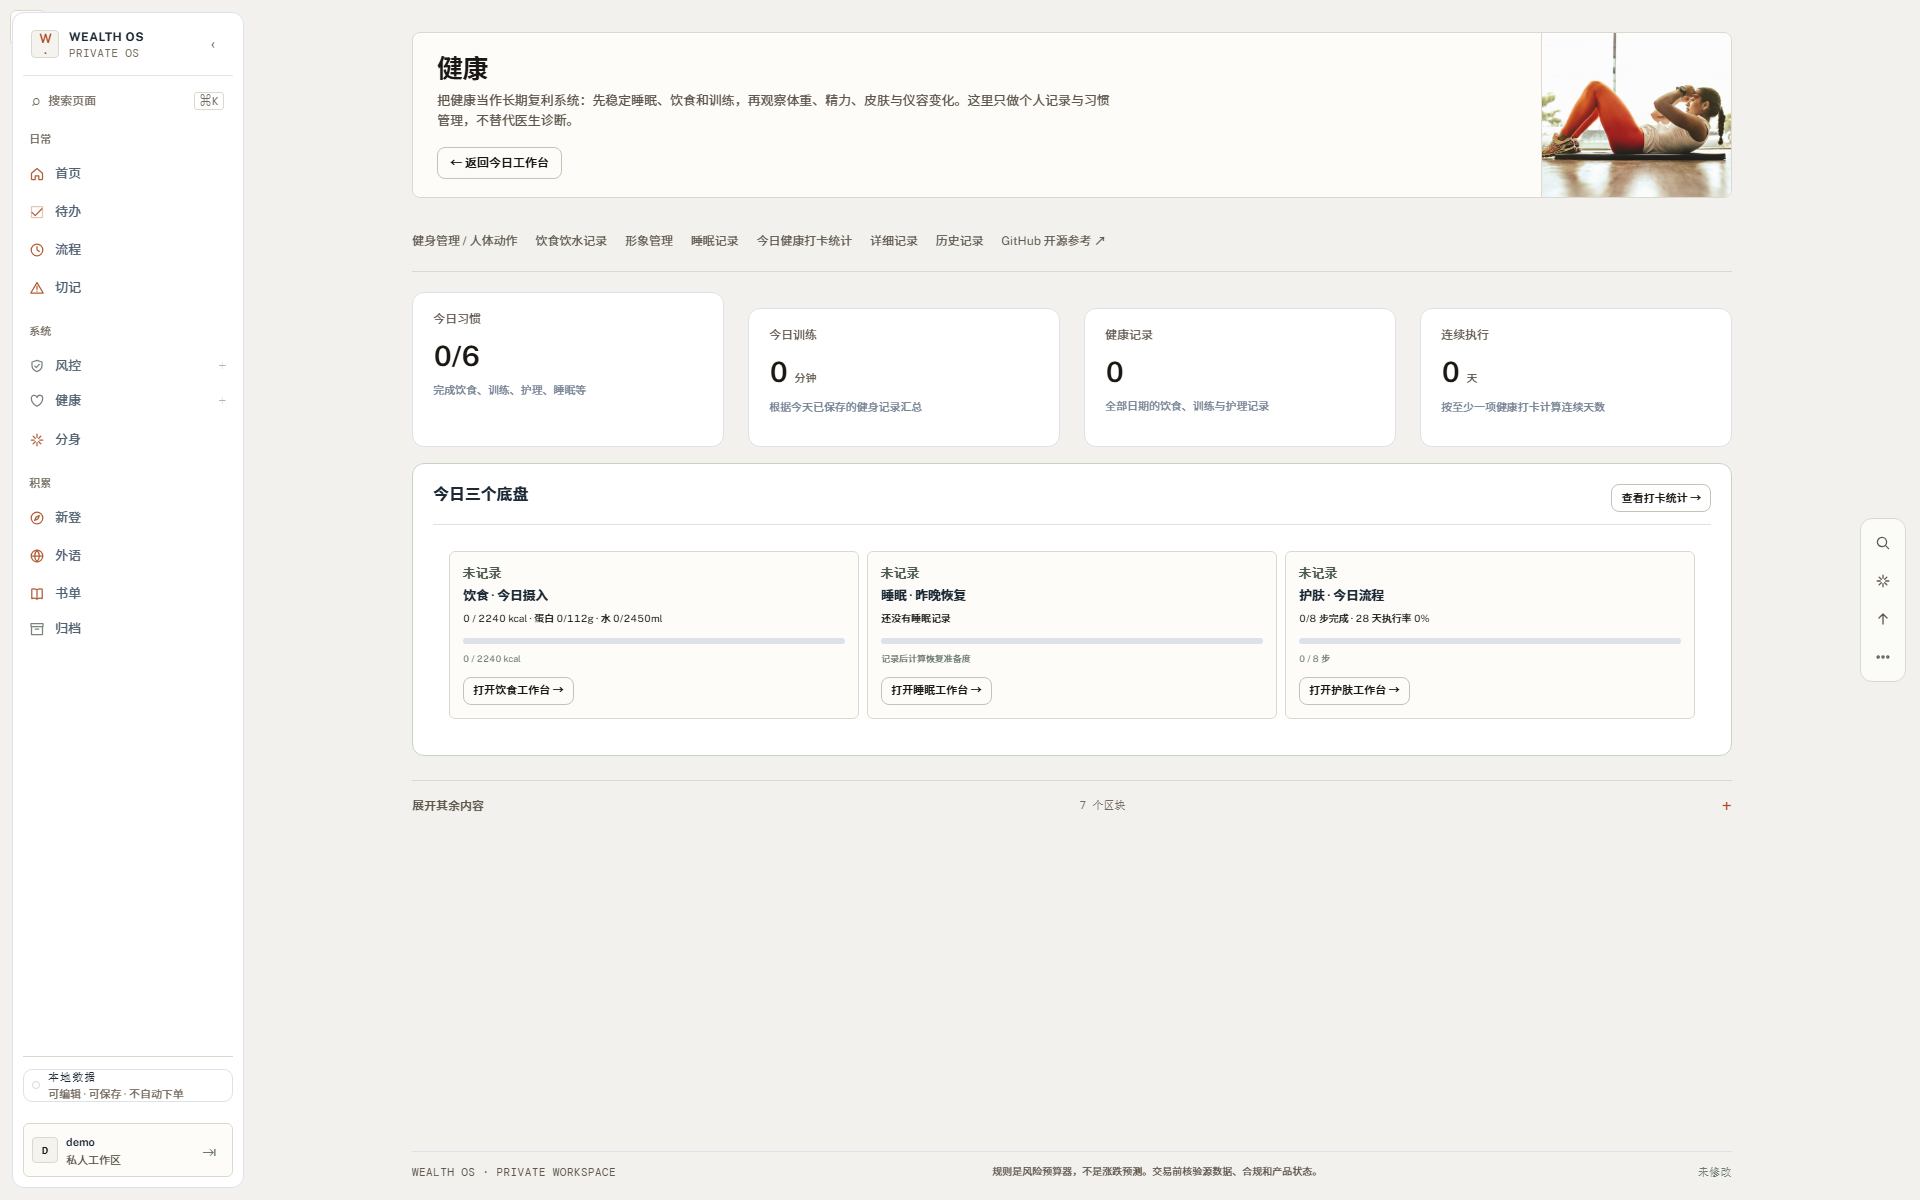 W
.
WEALTH OS
PRIVATE OS
‹
搜索页面
⌘K
日常
首页
待办
流程
切记
系统
风控
+
健康
+
分身
积累
新登
外语
书单
归档
本地数据
可编辑 · 可保存 · 不自动下单
D
demo
私人工作区
健康
把健康当作长期复利系统：先稳定睡眠、饮食和训练，再观察体重、精力、皮肤与仪容变化。这里只做个人记录与习惯
管理，不替代医生诊断。
← 返回今日工作台
健身管理 / 人体动作 饮食饮水记录 形象管理 睡眠记录 今日健康打卡统计 详细记录 历史记录 GitHub 开源参考 ↗
今日习惯
0/6
完成饮食、训练、护理、睡眠等
今日训练
0 分钟
根据今天已保存的健身记录汇总
健康记录
0
全部日期的饮食、训练与护理记录
连续执行
0 天
按至少一项健康打卡计算连续天数
今日三个底盘
查看打卡统计 →
未记录
饮食 · 今日摄入
0 / 2240 kcal · 蛋白 0/112g · 水 0/2450ml
0 / 2240 kcal
打开饮食工作台 →
未记录
睡眠 · 昨晚恢复
还没有睡眠记录
记录后计算恢复准备度
打开睡眠工作台 →
未记录
护肤 · 今日流程
0/8 步完成 · 28 天执行率 0%
0 / 8 步
打开护肤工作台 →
展开其余内容
7 个区块
+
WEALTH OS · PRIVATE WORKSPACE
规则是风险预算器，不是涨跌预测。交易前核验源数据、合规和产品状态。
未修改